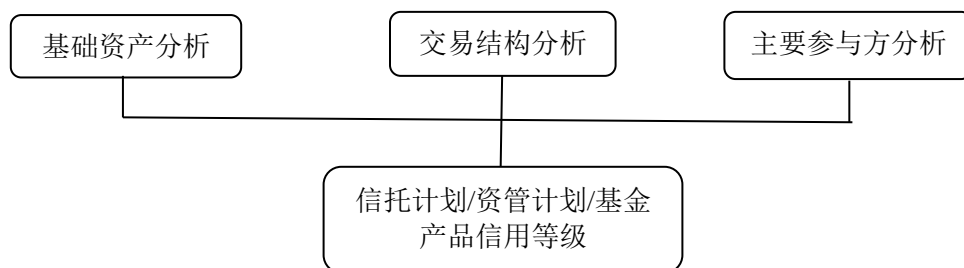 基础资产分析
交易结构分析
主要参与方分析
信托计划/资管计划/基金
产品信用等级